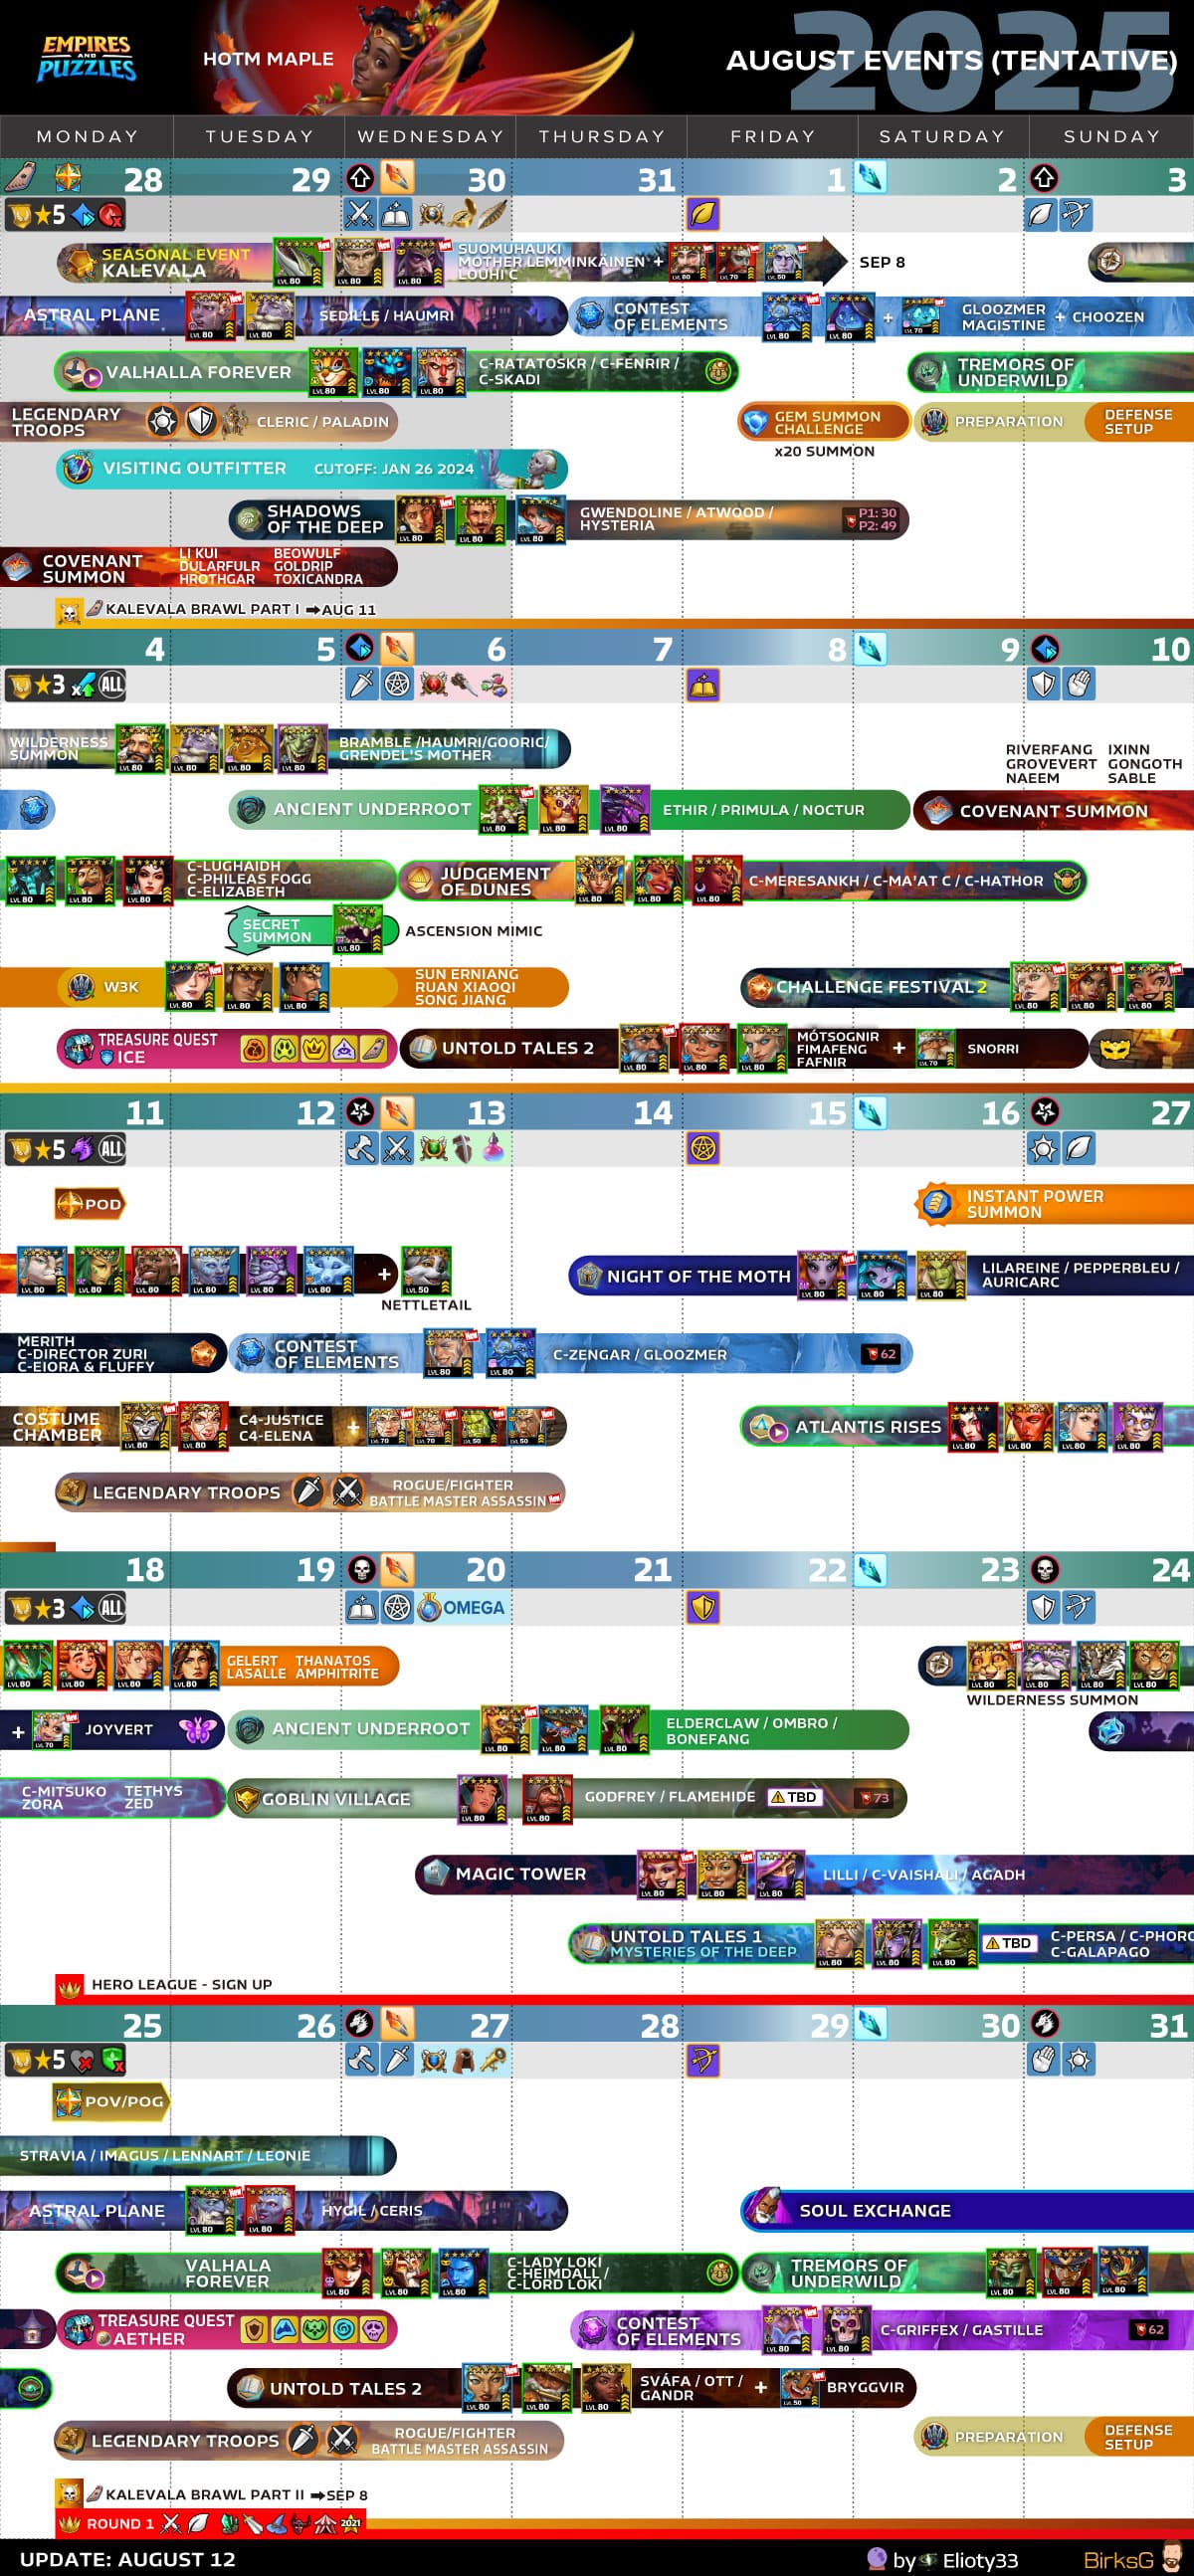 EMPIRES
AND
PUZZLES
HOTM MAPLE
2025
AUGUST EVENTS (TENTATIVE)
MONDAY
TUESDAY
WEDNESDAY
THURSDAY
FRIDAY
SATURDAY
SUNDAY
28
29
30
31
1
2
3
5
SEASONAL EVENT
KALEVALA
SUOMUHAUKI
MOTHER LEMMINKÄINEN +
LOUHI C
SEP 8
ASTRAL PLANE
SEDILLE / HAUMRI
CONTEST
OF ELEMENTS
+
GLOOZMER
MAGISTINE + CHOOZEN
VALHALLA FOREVER
C-RATATOSKR / C-FENRIR /
C-SKADI
TREMORS OF
UNDERWILD
LEGENDARY
TROOPS
CLERIC / PALADIN
GEM SUMMON
CHALLENGE
x20 SUMMON
PREPARATION
DEFENSE
SETUP
VISITING OUTFITTER
CUTOFF: JAN 26 2024
SHADOWS
OF THE DEEP
GWENDOLINE / ATWOOD /
HYSTERIA
P1: 30
P2: 49
COVENANT
SUMMON
LI KUI
DULARFULR
HROTHGAR
BEOWULF
GOLDRIP
TOXICANDRA
KALEVALA BRAWL PART I ➡AUG 11
4
5
6
7
8
9
10
3
ALL
WILDERNESS
SUMMON
BRAMBLE /HAUMRI/GOORIC/
GRENDEL'S MOTHER
RIVERFANG
GROVEVERT
NAEEM
IXINN
GONGOTH
SABLE
ANCIENT UNDERROOT
ETHIR / PRIMULA / NOCTUR
COVENANT SUMMON
C-LUGHAIDH
C-PHILEAS FOGG
C-ELIZABETH
JUDGEMENT
OF DUNES
C-MERESANKH / C-MA'AT C / C-HATHOR
SECRET
SUMMON
ASCENSION MIMIC
W3K
SUN ERNIANG
RUAN XIAOQI
SONG JIANG
CHALLENGE FESTIVAL 2
TREASURE QUEST
ICE
UNTOLD TALES 2
MÓTSOGNIR
FIMAFENG
FAFNIR
+
SNORRI
11
12
13
14
15
16
27
5
ALL
POD
INSTANT POWER
SUMMON
+
NETTLETAIL
NIGHT OF THE MOTH
LILAREINE / PEPPERBLEU /
AURICARC
MERITH
C-DIRECTOR ZURI
C-EIORA & FLUFFY
CONTEST
OF ELEMENTS
C-ZENGAR / GLOOZMER
62
COSTUME
CHAMBER
C4-JUSTICE
C4-ELENA
+
ATLANTIS RISES
LEGENDARY TROOPS
ROGUE/FIGHTER
BATTLE MASTER ASSASSIN
18
19
20
21
22
23
24
3
ALL
OMEGA
GELERT
LASALLE
THANATOS
AMPHITRITE
WILDERNESS SUMMON
+
JOYVERT
ANCIENT UNDERROOT
ELDERCLAW / OMBRO /
BONEFANG
C-MITSUKO
ZORA
TETHYS
ZED
GOBLIN VILLAGE
GODFREY / FLAMEHIDE
TBD
73
MAGIC TOWER
LILLI / C-VAISHALI / AGADH
UNTOLD TALES 1
MYSTERIES OF THE DEEP
TBD
C-PERSA / C-PHORC
C-GALAPAGO
HERO LEAGUE - SIGN UP
25
26
27
28
29
30
31
5
POV/POG
STRAVIA / IMAGUS / LENNART / LEONIE
ASTRAL PLANE
HYGIL / CERIS
SOUL EXCHANGE
VALHALA
FOREVER
C-LADY LOKI
C-HEIMDALL /
C-LORD LOKI
TREMORS OF
UNDERWILD
TREASURE QUEST
AETHER
CONTEST
OF ELEMENTS
C-GRIFFEX / GASTILLE
62
UNTOLD TALES 2
SVÁFA / OTT /
GANDR
+
BRYGGVIR
LEGENDARY TROOPS
ROGUE/FIGHTER
BATTLE MASTER ASSASSIN
PREPARATION
DEFENSE
SETUP
KALEVALA BRAWL PART II ➡SEP 8
ROUND 1
2021
UPDATE: AUGUST 12
by Elioty33
BirksG